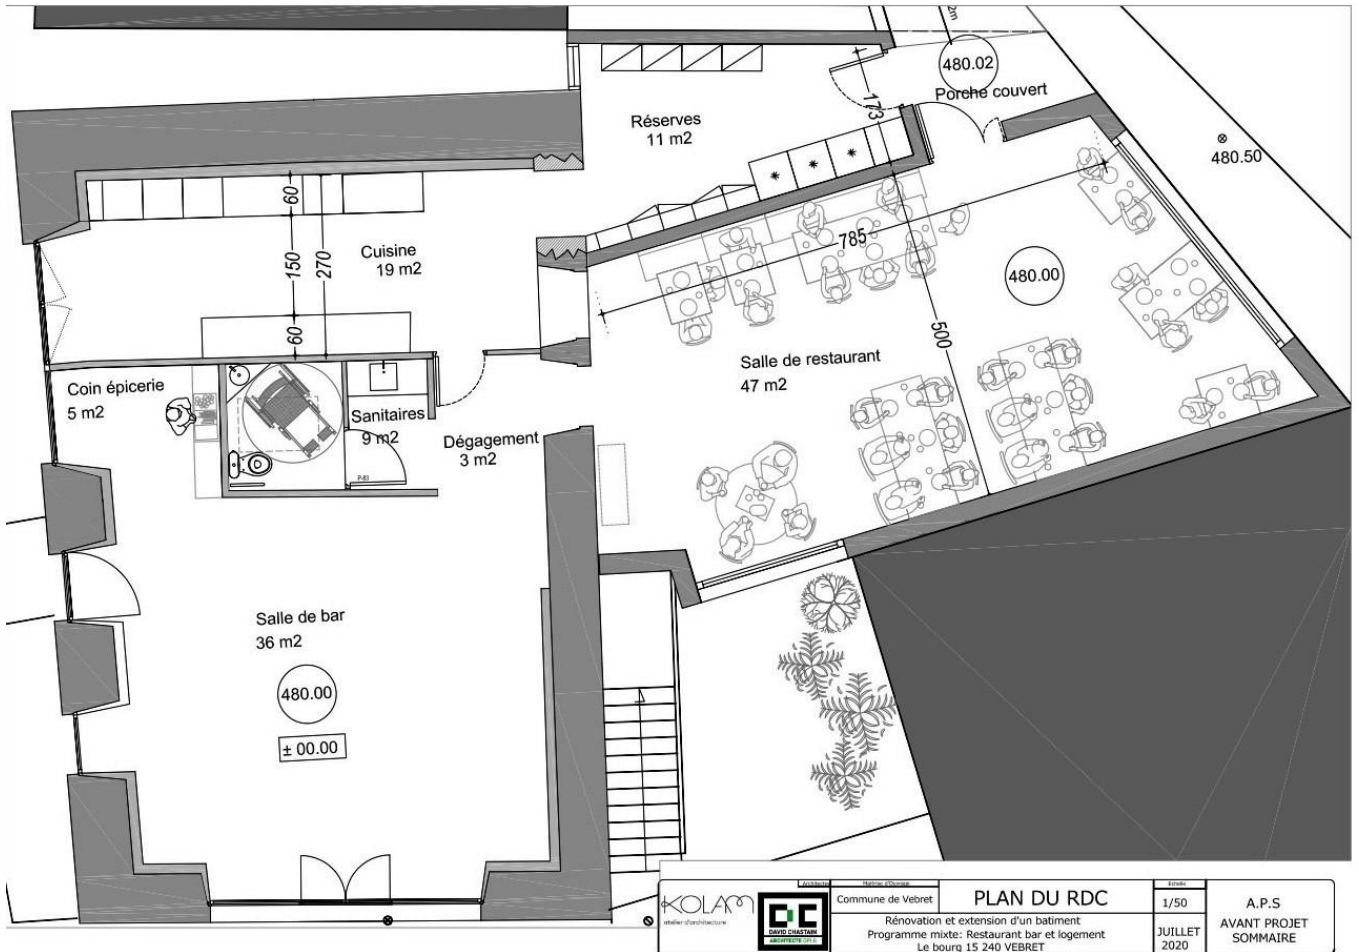 2m
480.02
Porche couvert
173
480.50
Réserves
11 m2
60
150
270
60
Cuisine
19 m2
785
480.00
500
Salle de restaurant
47 m2
Coin épicerie
5 m2
Sanitaires
9 m2
Dégagement
3 m2
Salle de bar
36 m2
480.00
± 00.00
KOLAM
atelier d'architecture
Architecte
DAVID CHASTAIN
Commune de Vebret
PLAN DU RDC
Echelle
1/50
A.P.S
AVANT PROJET
SOMMAIRE
Rénovation et extension d'un batiment
Programme mixte: Restaurant bar et logement
Le bourg 15 240 VEBRET
JUILLET
2020